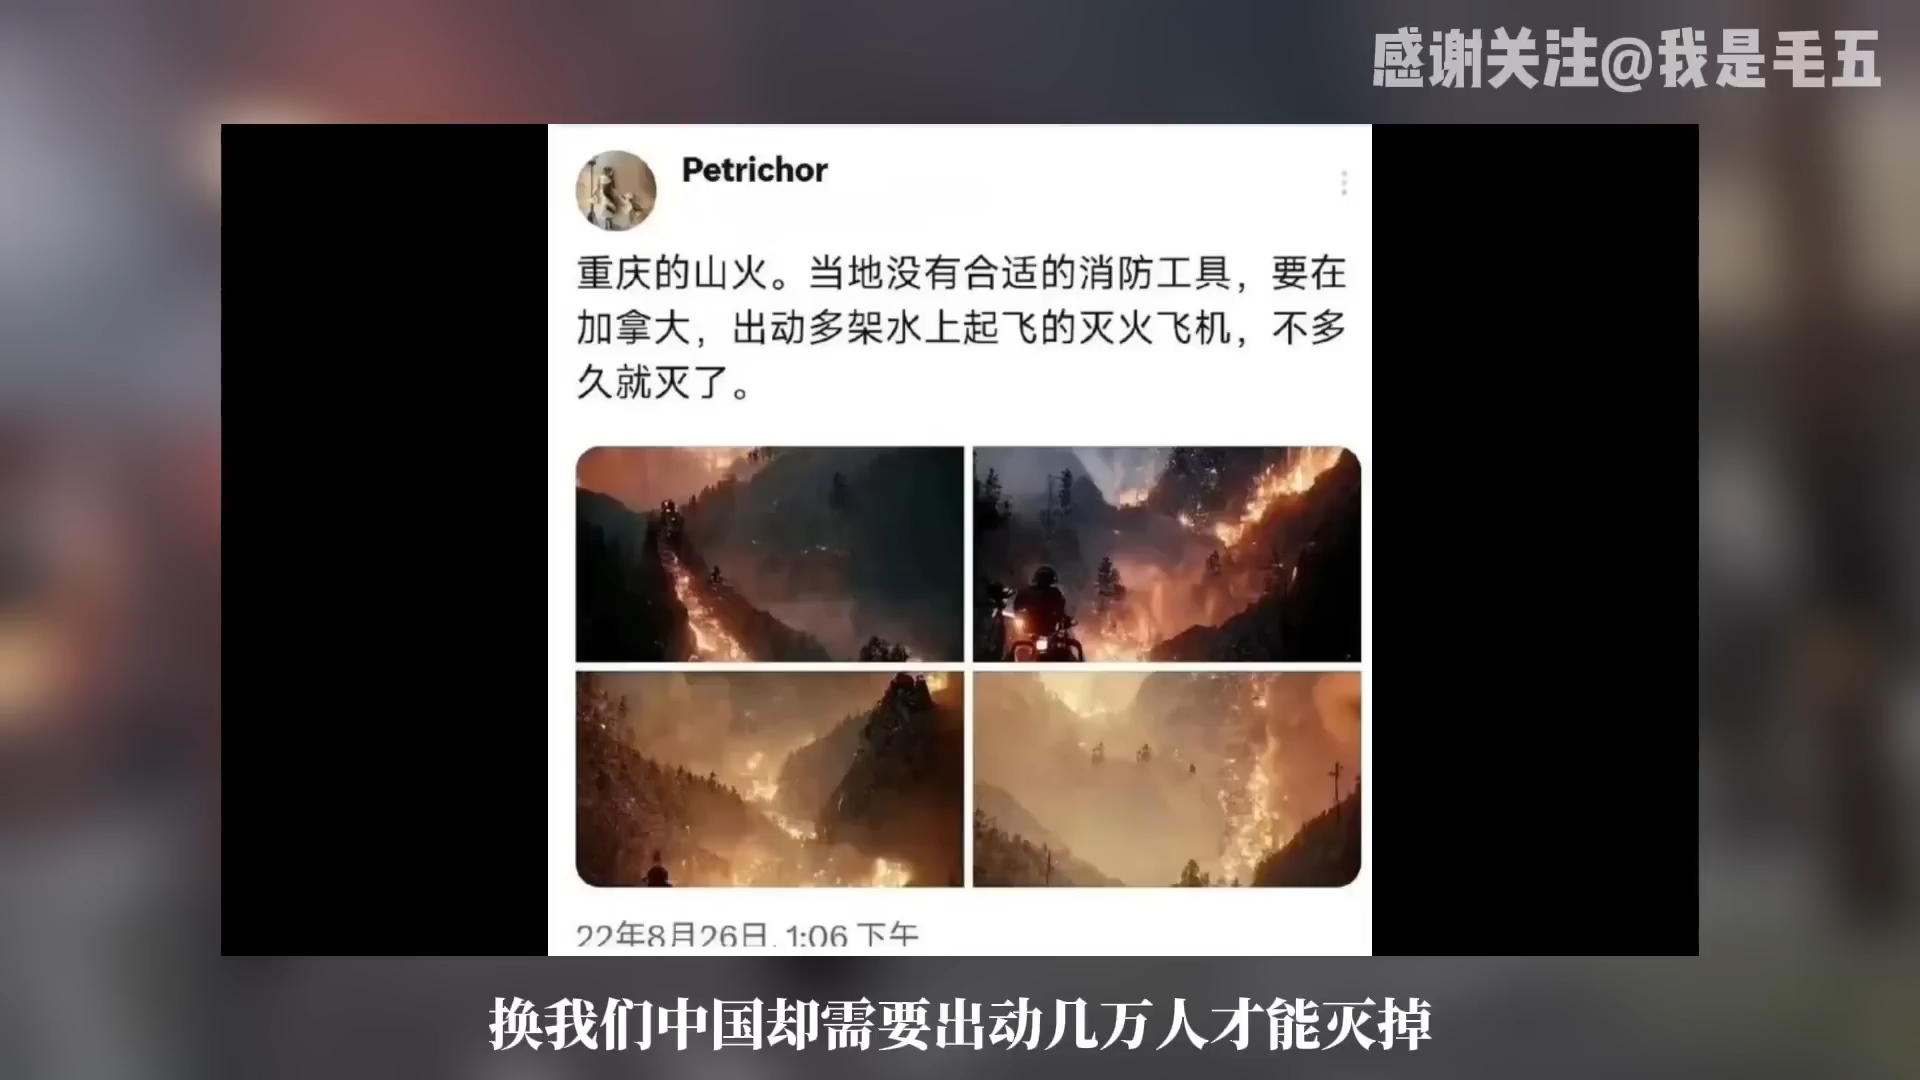 感谢关注@我是毛五
Petrichor
重庆的山火。当地没有合适的消防工具，要在
加拿大，出动多架水上起飞的灭火飞机，不多
久就灭了。
22年8月26日, 1:06 下午
换我们中国却需要出动几万人才能灭掉